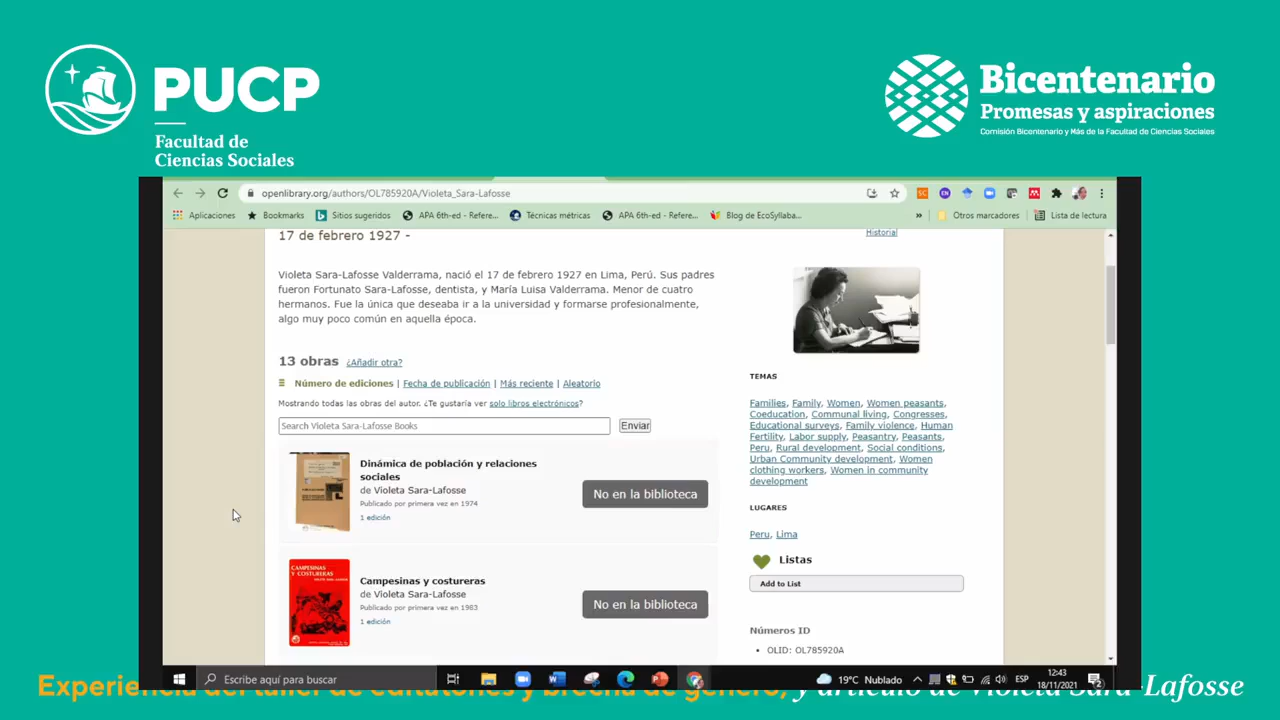 PUCP
Facultad de
Ciencias Sociales
Bicentenario
Promesas y aspiraciones
Comisión Bicentenario y Más de la Facultad de Ciencias Sociales
openlibrary.org/authors/OL785920A/Violeta_Sara-Lafosse
Aplicaciones Bookmarks Sitios sugeridos APA 6th-ed - Refere... Técnicas métricas APA 6th-ed - Refere... Blog de EcoSyllaba... » Otros marcadores Lista de lectura
17 de febrero 1927 -
Historial
Violeta Sara-Lafosse Valderrama, nació el 17 de febrero 1927 en Lima, Perú. Sus padres
fueron Fortunato Sara-Lafosse, dentista, y María Luisa Valderrama. Menor de cuatro
hermanos. Fue la única que deseaba ir a la universidad y formarse profesionalmente,
algo muy poco común en aquella época.
13 obras ¿Añadir otra?
Número de ediciones | Fecha de publicación | Más reciente | Aleatorio
Mostrando todas las obras del autor. ¿Te gustaría ver solo libros electrónicos?
Search Violeta Sara-Lafosse Books Enviar
Dinámica de población y relaciones
sociales
de Violeta Sara-Lafosse
Publicado por primera vez en 1974
1 edición
No en la biblioteca
CAMPESINAS
Y COSTURERAS
Campesinas y costureras
de Violeta Sara-Lafosse
Publicado por primera vez en 1983
1 edición
No en la biblioteca
TEMAS
Families, Family, Women, Women peasants,
Coeducation, Communal living, Congresses,
Educational surveys, Family violence, Human
Fertility, Labor supply, Peasantry, Peasants,
Peru, Rural development, Social conditions,
Urban Community development, Women
clothing workers, Women in community
development
LUGARES
Peru, Lima
Listas
Add to List
Números ID
OLID: OL785920A
Escribe aquí para buscar
19°C Nublado
ESP
12:43
18/11/2021
2
Experiencia del taller de editatones y brecha de género, y artículo de Violeta Sara-Lafosse